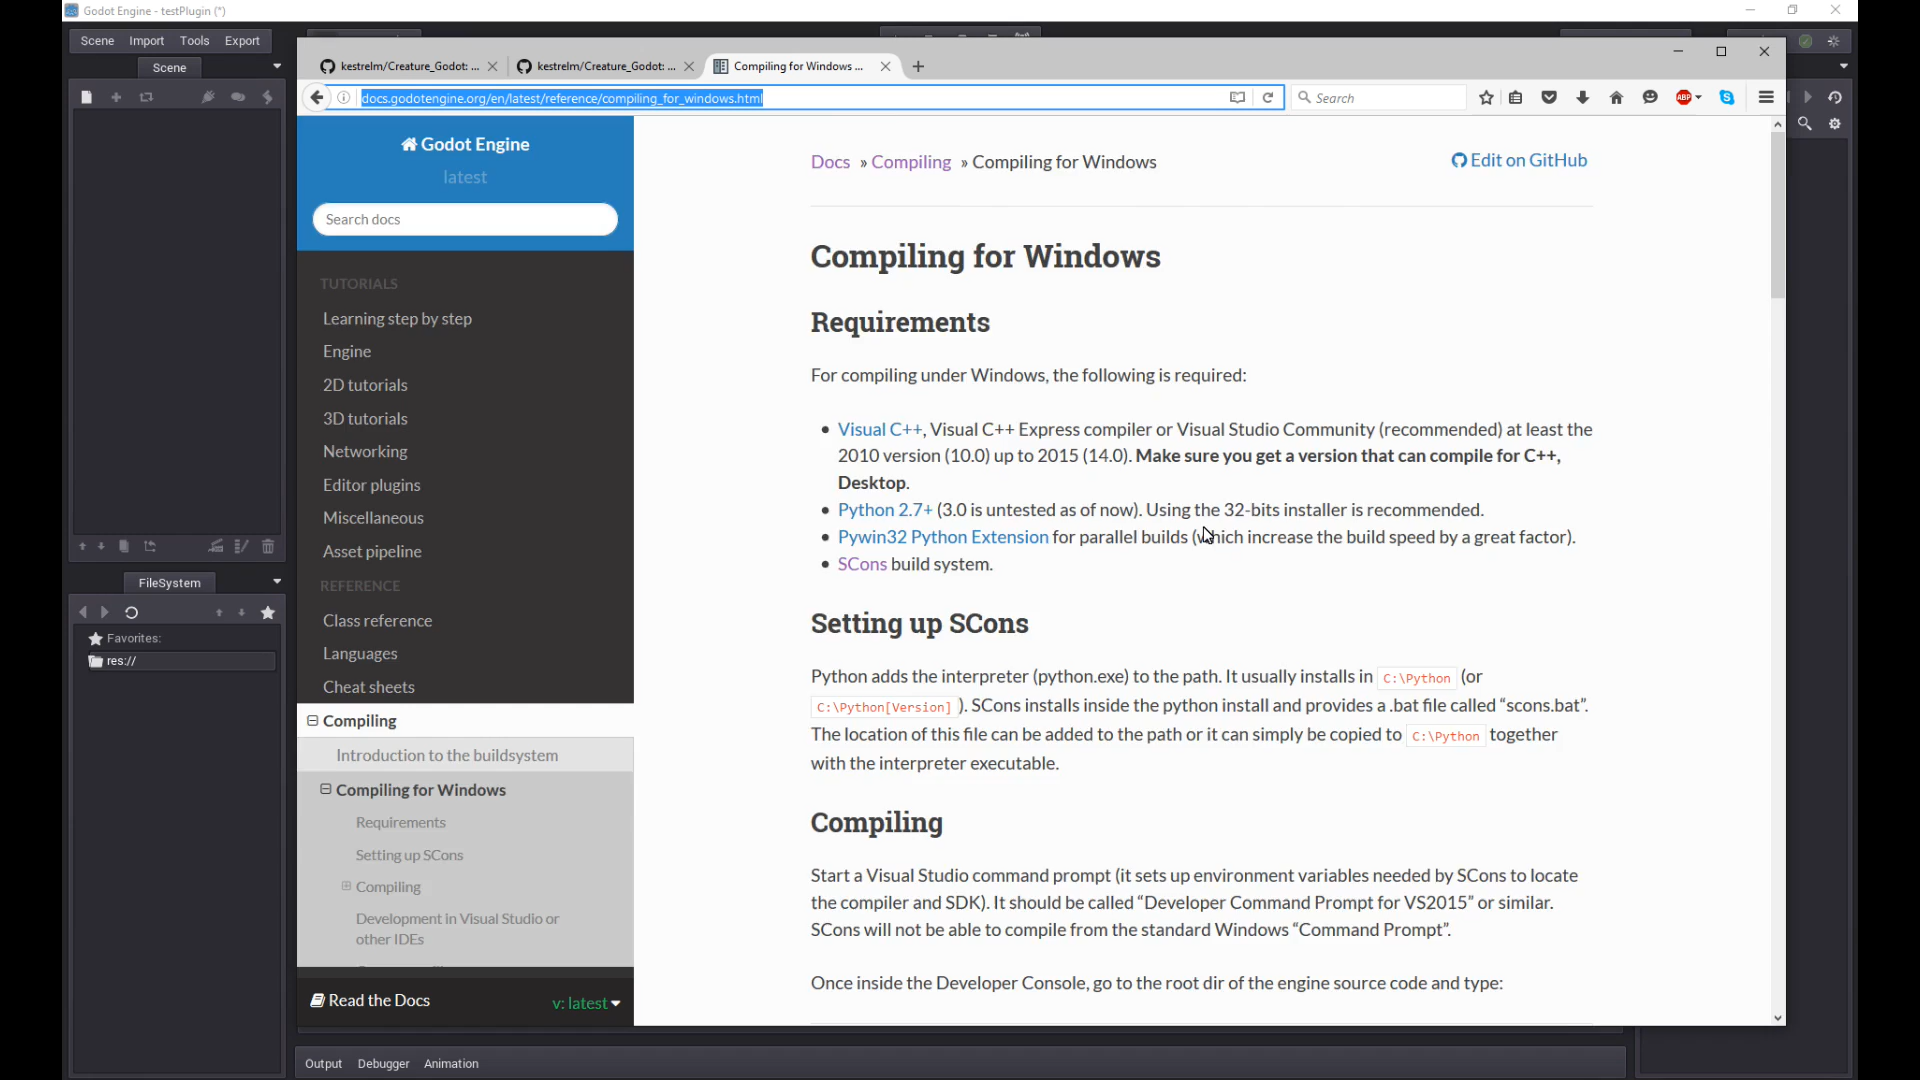 Godot Engine - testPlugin (*)
Scene Import Tools Export
Scene
kestrelm/Creature_Godot: ...
kestrelm/Creature_Godot: ...
Compiling for Windows ...
docs.godotengine.org/en/latest/reference/compiling_for_windows.html
Search
ABP
Godot Engine
latest
Search docs
TUTORIALS
Learning step by step
Engine
2D tutorials
3D tutorials
Networking
Editor plugins
Miscellaneous
Asset pipeline
REFERENCE
Class reference
Languages
Cheat sheets
Compiling
Introduction to the buildsystem
Compiling for Windows
Requirements
Setting up SCons
Compiling
Development in Visual Studio or
other IDEs
Read the Docs
v: latest
Docs » Compiling » Compiling for Windows
Edit on GitHub
Compiling for Windows
Requirements
For compiling under Windows, the following is required:
Visual C++, Visual C++ Express compiler or Visual Studio Community (recommended) at least the
2010 version (10.0) up to 2015 (14.0). Make sure you get a version that can compile for C++,
Desktop.
Python 2.7+ (3.0 is untested as of now). Using the 32-bits installer is recommended.
Pywin32 Python Extension for parallel builds (which increase the build speed by a great factor).
SCons build system.
Setting up SCons
Python adds the interpreter (python.exe) to the path. It usually installs in C:\Python (or
C:\Python[Version] ). SCons installs inside the python install and provides a .bat file called “scons.bat”.
The location of this file can be added to the path or it can simply be copied to C:\Python together
with the interpreter executable.
Compiling
Start a Visual Studio command prompt (it sets up environment variables needed by SCons to locate
the compiler and SDK). It should be called “Developer Command Prompt for VS2015” or similar.
SCons will not be able to compile from the standard Windows “Command Prompt”.
Once inside the Developer Console, go to the root dir of the engine source code and type:
FileSystem
Favorites:
res://
Output Debugger Animation